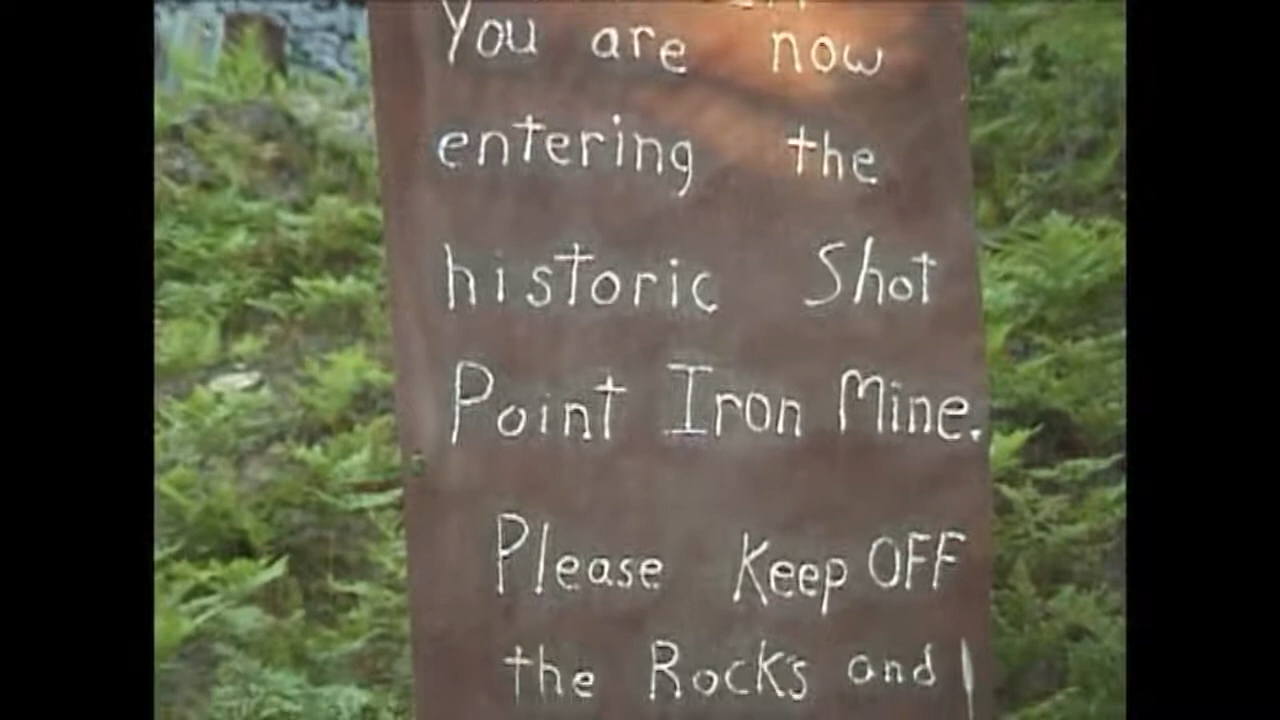 You are now
entering the
historic Shot
Point Iron Mine.
Please Keep OFF
the Rocks and